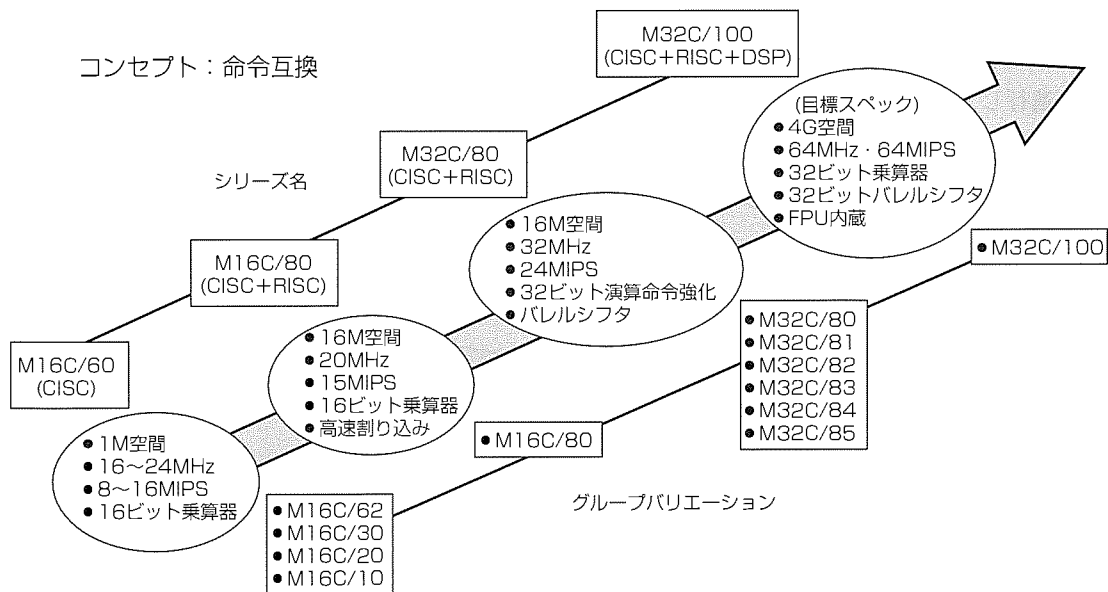 コンセプト：命令互換
M32C/100
(CISC＋RISC＋DSP)
(目標スペック)
●4G空間
●64MHz・64MIPS
●32ビット乗算器
●32ビットバレルシフタ
●FPU内蔵
M32C/80
(CISC＋RISC)
シリーズ名
●16M空間
●32MHz
●24MIPS
●32ビット演算命令強化
●バレルシフタ
●M32C/100
M16C/80
(CISC＋RISC)
●16M空間
●20MHz
●15MIPS
●16ビット乗算器
●高速割り込み
●M32C/80
●M32C/81
●M32C/82
●M32C/83
●M32C/84
●M32C/85
M16C/60
(CISC)
●1M空間
●16〜24MHz
●8〜16MIPS
●16ビット乗算器
●M16C/80
グループバリエーション
●M16C/62
●M16C/30
●M16C/20
●M16C/10